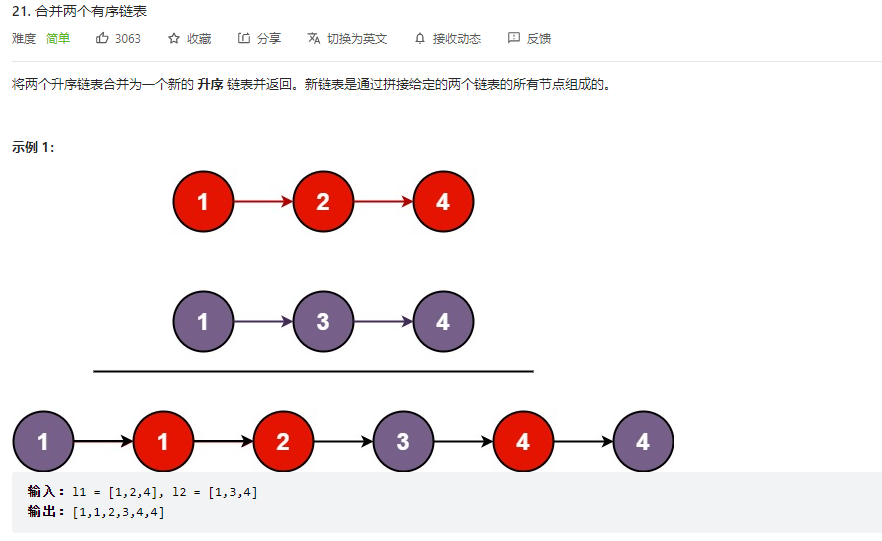 21. 合并两个有序链表
难度 简单 3063 收藏 分享 切换为英文 接收动态 反馈
将两个升序链表合并为一个新的 升序 链表并返回。新链表是通过拼接给定的两个链表的所有节点组成的。
示例 1：
1 2 4
1 3 4
1 1 2 3 4 4
输入：l1 = [1,2,4], l2 = [1,3,4]
输出：[1,1,2,3,4,4]